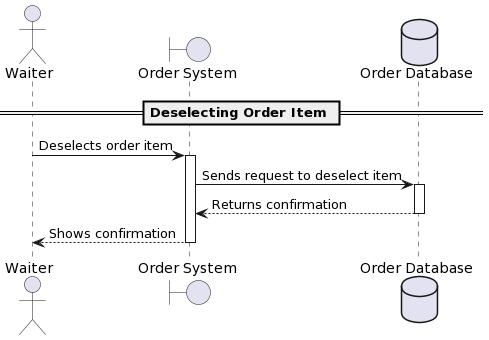 Waiter
Order System
Order Database
Deselecting Order Item
Deselects order item
Sends request to deselect item
Returns confirmation
Shows confirmation
Waiter
Order System
Order Database